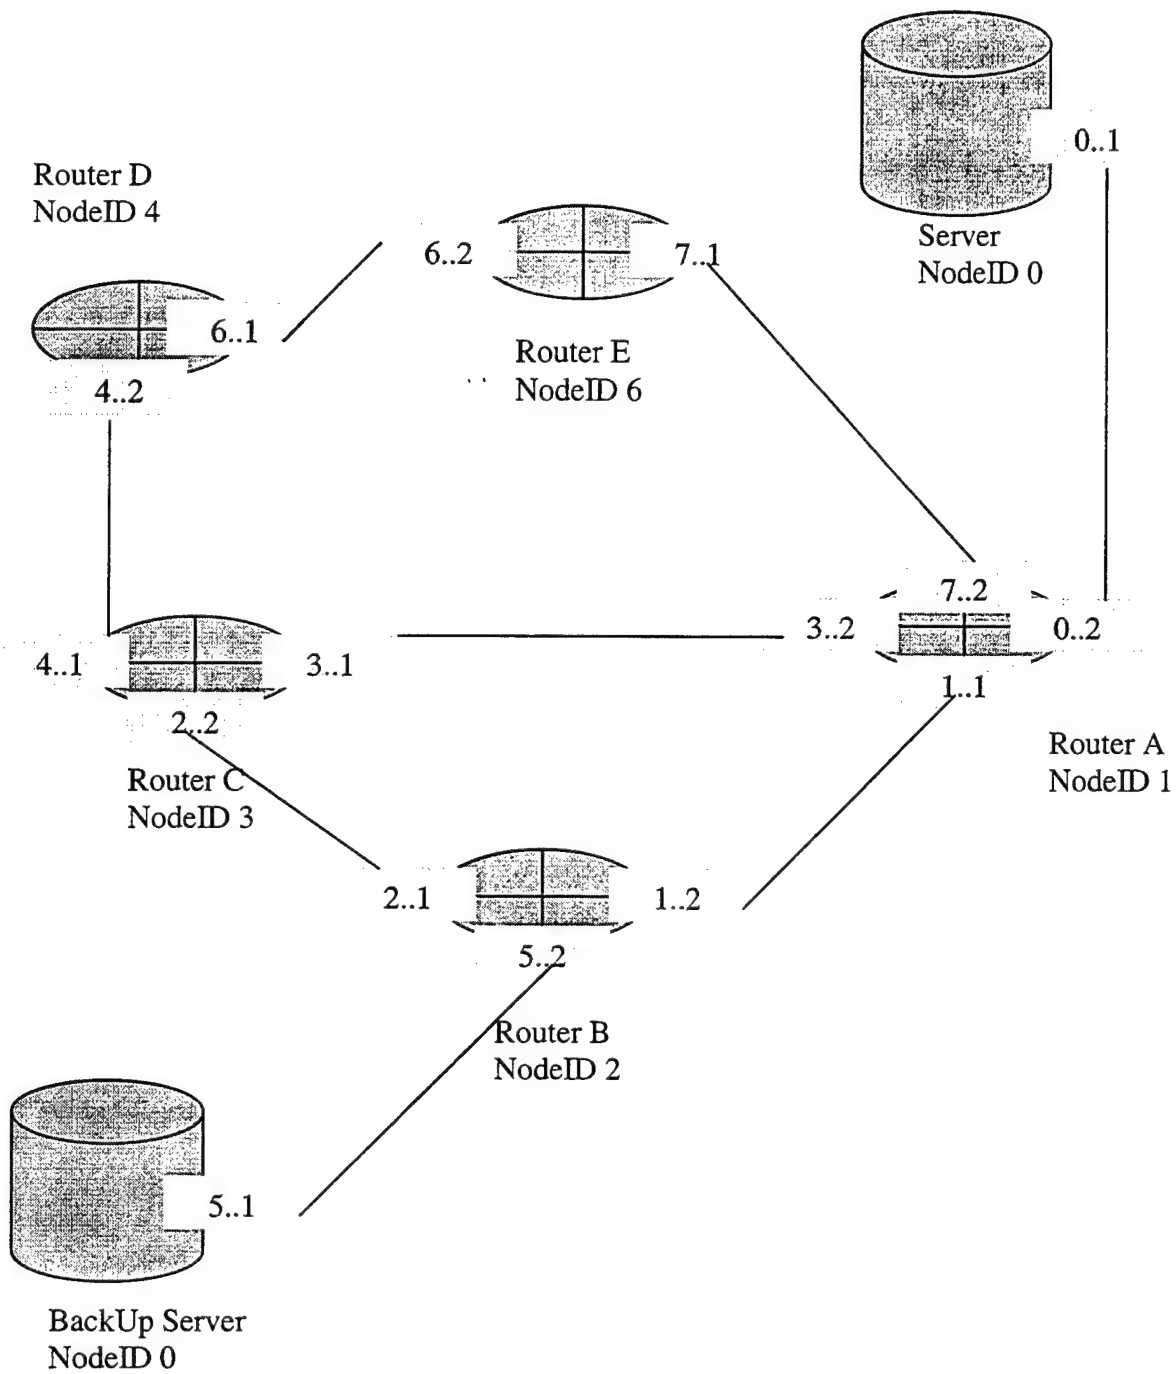 0..1
Router D
NodeID 4
Server
NodeID 0
6..2
7..1
6..1
Router E
NodeID 6
4..2
7..2
3..2
0..2
4..1
3..1
1..1
2..2
Router A
NodeID 1
Router C
NodeID 3
2..1
1..2
5..2
Router B
NodeID 2
5..1
BackUp Server
NodeID 0